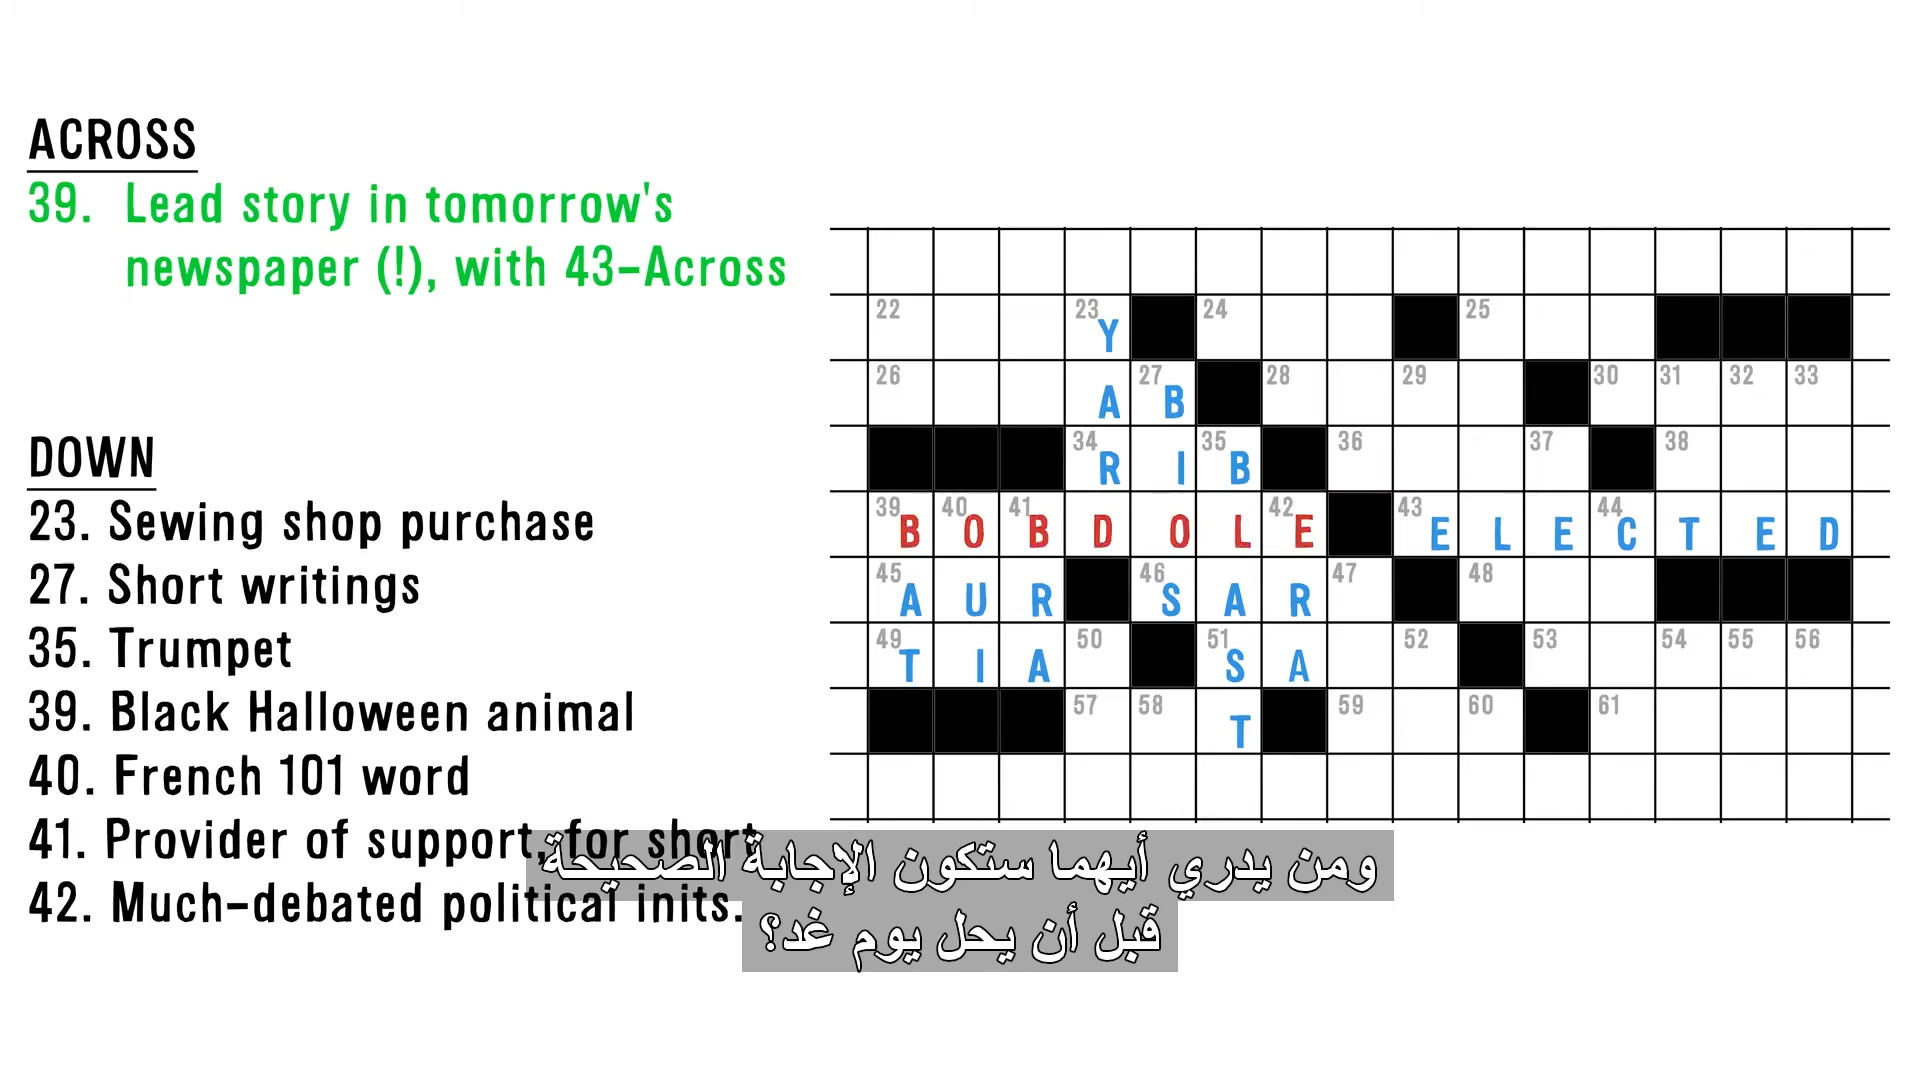 ACROSS
39. Lead story in tomorrow's
newspaper (!), with 43-Across
DOWN
23. Sewing shop purchase
27. Short writings
35. Trumpet
39. Black Halloween animal
40. French 101 word
41. Provider of support, for short
42. Much-debated political inits.
22 23 Y 24 25
26 A 27 B 28 29 30 31 32 33
34 R I 35 B 36 37 38
39 B 40 O 41 B D O L 42 E 43 E L E 44 C T E D
45 A U R 46 S A R 47 48
49 T I A 50 51 S A 52 53 54 55 56
57 58 T 59 60 61
ومن يدري أيهما ستكون الإجابة الصحيحة
قبل أن يحل يوم غد؟